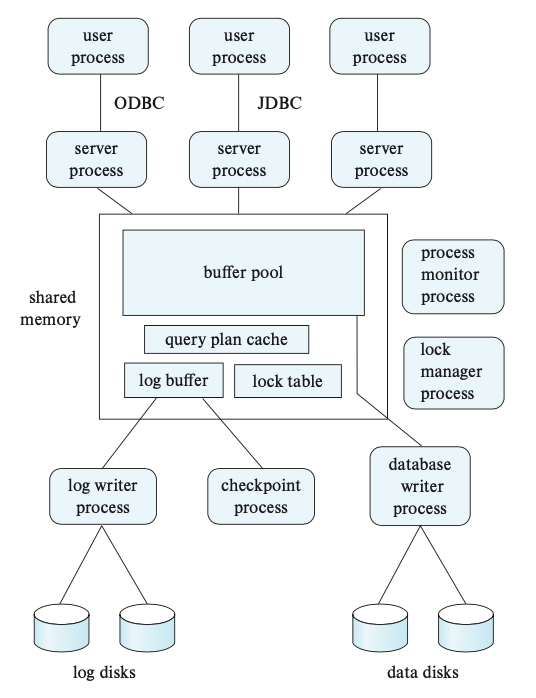 user
process
user
process
user
process
ODBC
JDBC
server
process
server
process
server
process
shared
memory
buffer pool
query plan cache
log buffer
lock table
process
monitor
process
lock
manager
process
log writer
process
checkpoint
process
database
writer
process
log disks
data disks